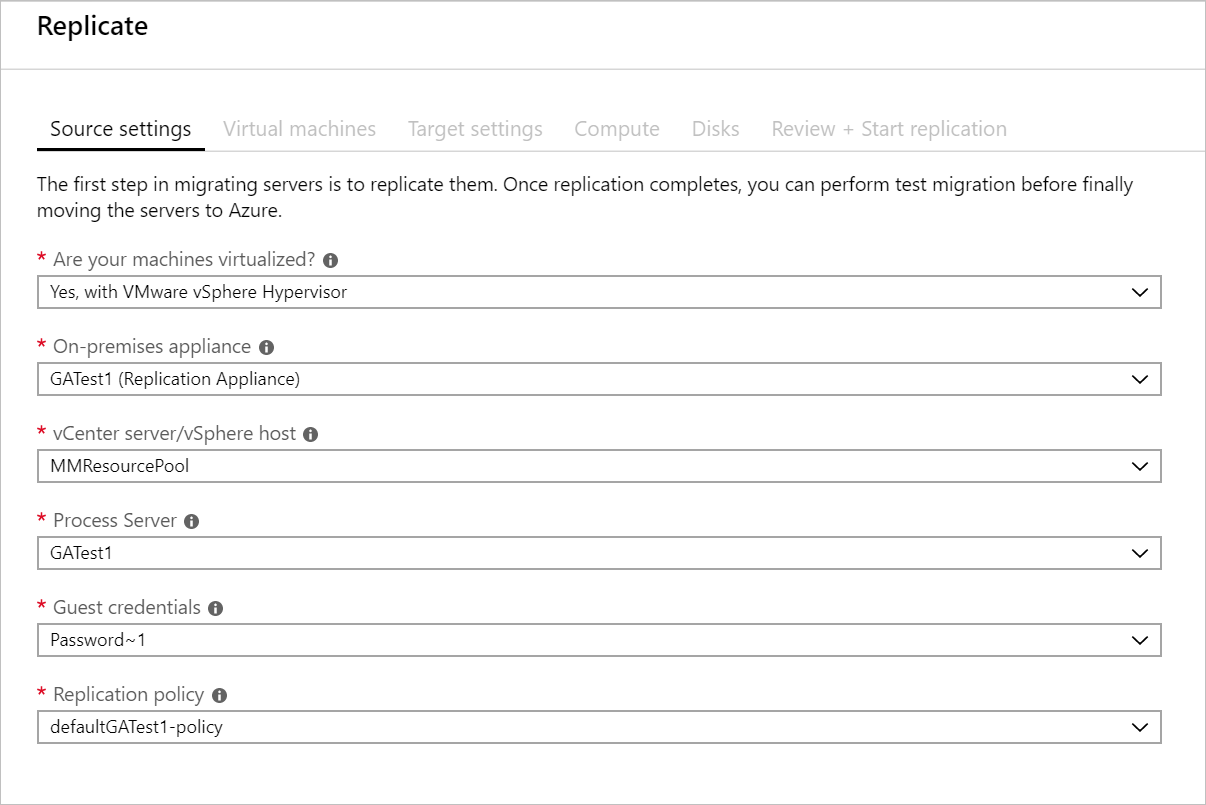 Replicate
Source settings Virtual machines Target settings Compute Disks Review + Start replication
The first step in migrating servers is to replicate them. Once replication completes, you can perform test migration before finally
moving the servers to Azure.
* Are your machines virtualized?
Yes, with VMware vSphere Hypervisor
* On-premises appliance
GATest1 (Replication Appliance)
* vCenter server/vSphere host
MMResourcePool
* Process Server
GATest1
* Guest credentials
Password~1
* Replication policy
defaultGATest1-policy